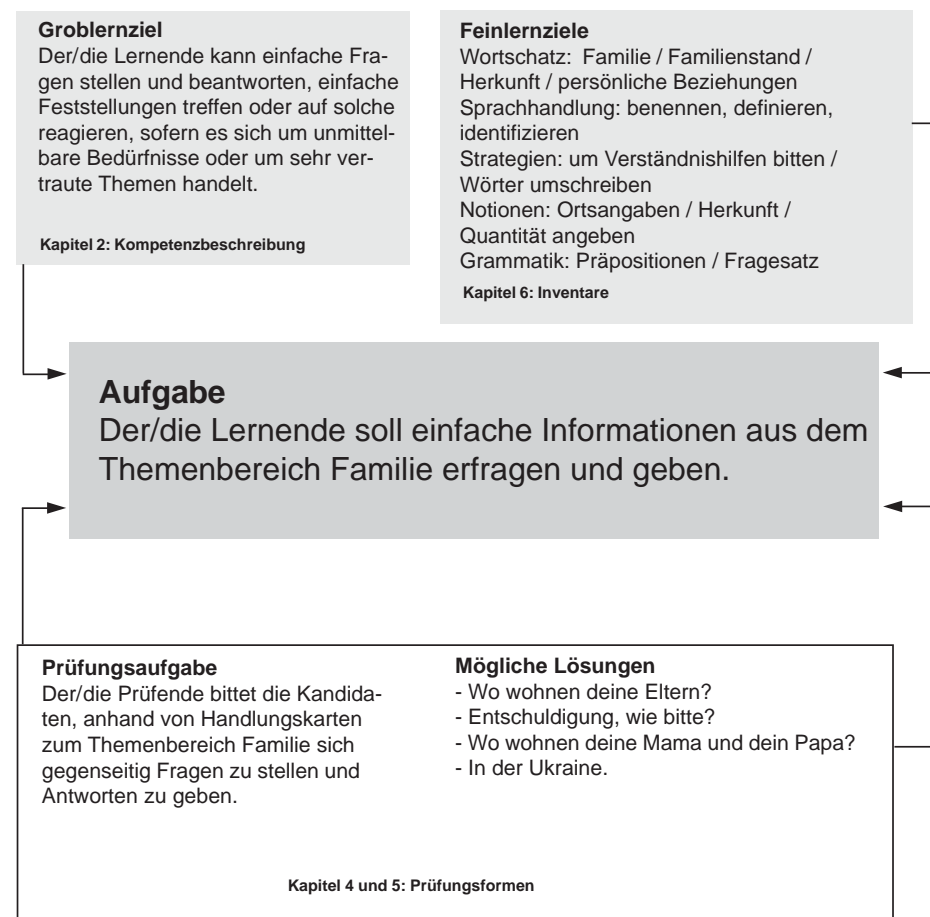 Groblernziel
Der/die Lernende kann einfache Fra-
gen stellen und beantworten, einfache
Feststellungen treffen oder auf solche
reagieren, sofern es sich um unmittel-
bare Bedürfnisse oder um sehr ver-
traute Themen handelt.
Kapitel 2: Kompetenzbeschreibung
Feinlernziele
Wortschatz: Familie / Familienstand /
Herkunft / persönliche Beziehungen
Sprachhandlung: benennen, definieren,
identifizieren
Strategien: um Verständnishilfen bitten /
Wörter umschreiben
Notionen: Ortsangaben / Herkunft /
Quantität angeben
Grammatik: Präpositionen / Fragesatz
Kapitel 6: Inventare
Aufgabe
Der/die Lernende soll einfache Informationen aus dem
Themenbereich Familie erfragen und geben.
Prüfungsaufgabe
Der/die Prüfende bittet die Kandida-
ten, anhand von Handlungskarten
zum Themenbereich Familie sich
gegenseitig Fragen zu stellen und
Antworten zu geben.
Mögliche Lösungen
- Wo wohnen deine Eltern?
- Entschuldigung, wie bitte?
- Wo wohnen deine Mama und dein Papa?
- In der Ukraine.
Kapitel 4 und 5: Prüfungsformen